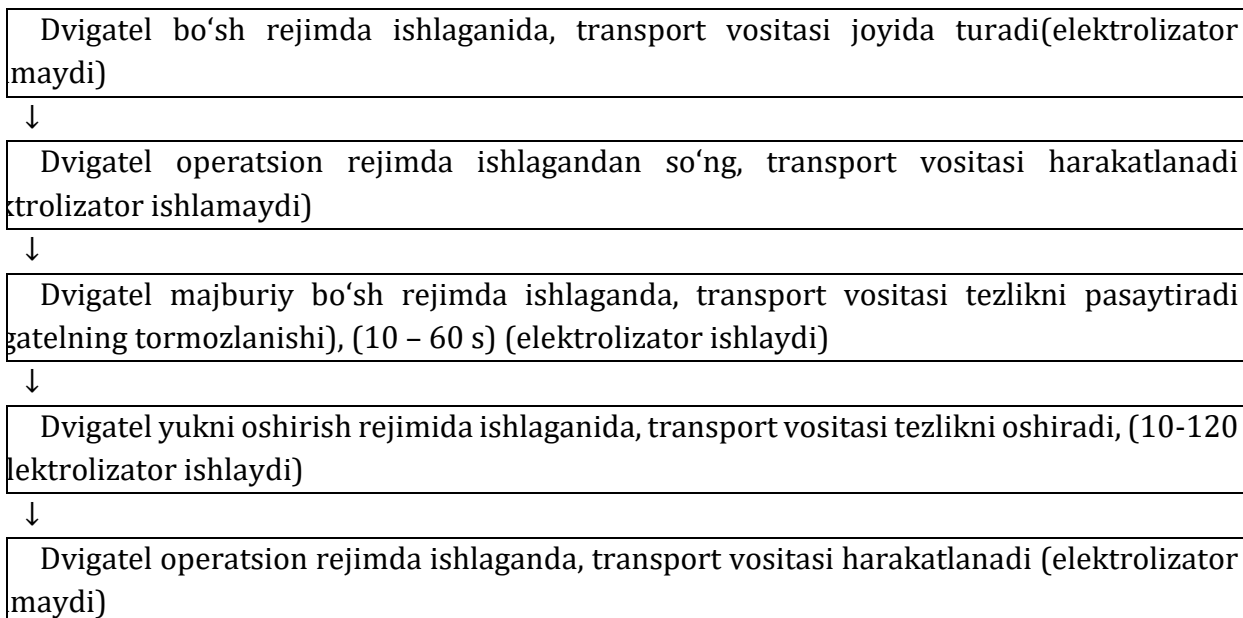 Dvigatel bo‘sh rejimda ishlaganida, transport vositasi joyida turadi(elektrolizator
maydi)
↓
Dvigatel operatsion rejimda ishlagandan so‘ng, transport vositasi harakatlanadi
ktrolizator ishlamaydi)
↓
Dvigatel majburiy bo‘sh rejimda ishlaganda, transport vositasi tezlikni pasaytiradi
gatelning tormozlanishi), (10 – 60 s) (elektrolizator ishlaydi)
↓
Dvigatel yukni oshirish rejimida ishlaganida, transport vositasi tezlikni oshiradi, (10-120
lektrolizator ishlaydi)
↓
Dvigatel operatsion rejimda ishlaganda, transport vositasi harakatlanadi (elektrolizator
maydi)